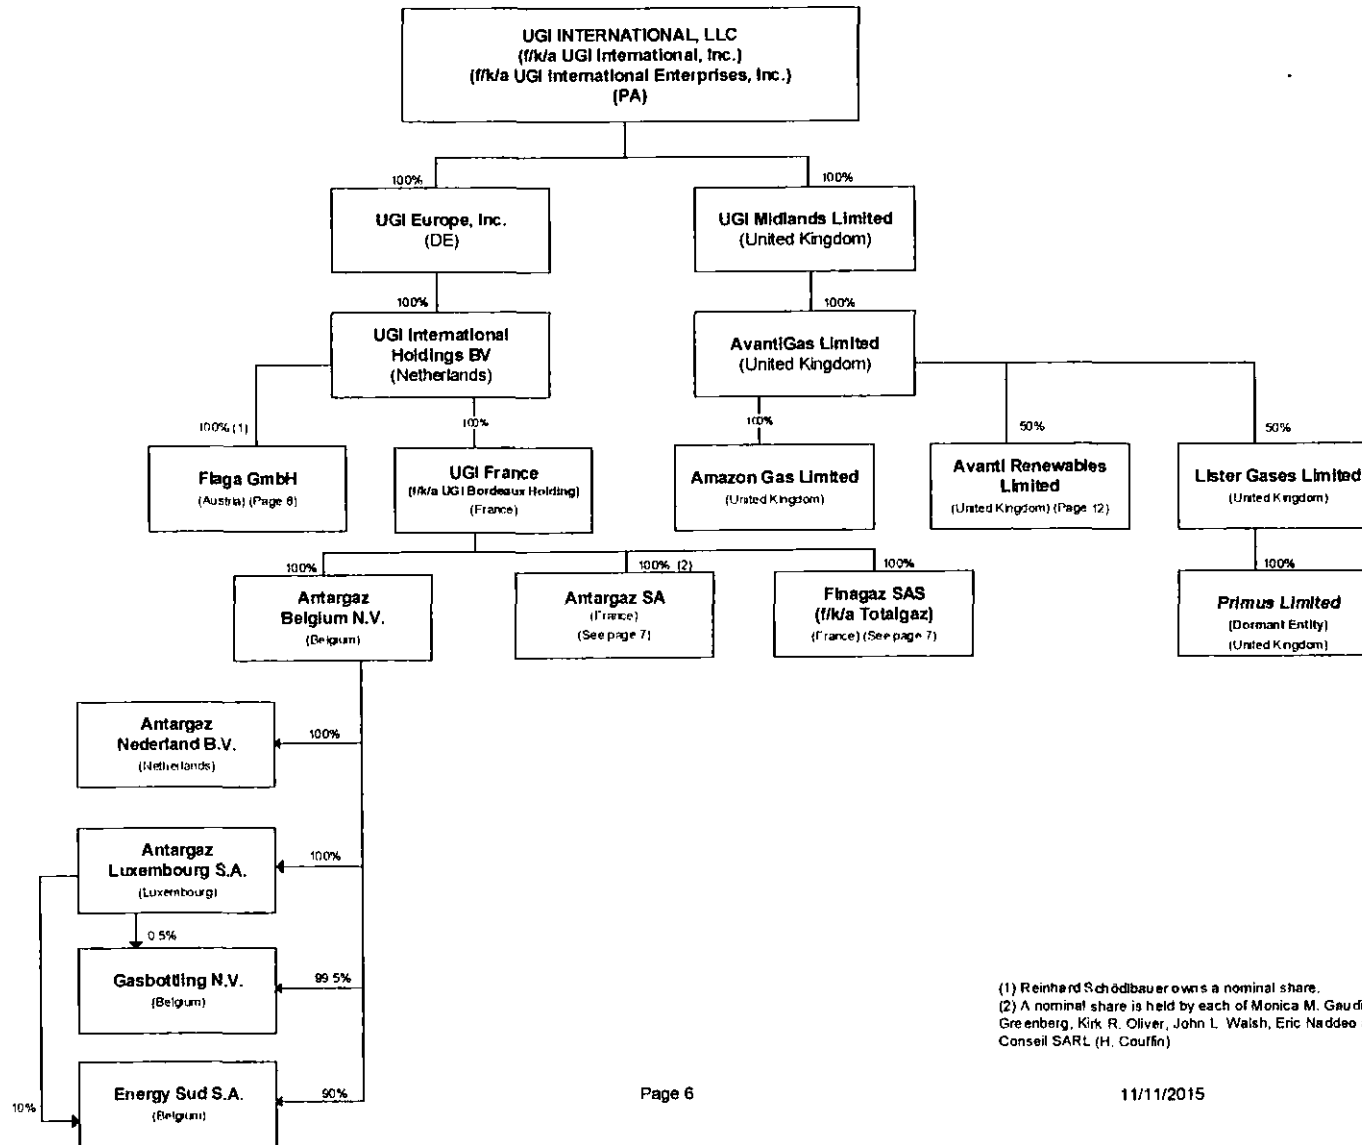 UGI INTERNATIONAL, LLC
(f/k/a UGI International, Inc.)
(f/k/a UGI International Enterprises, Inc.)
(PA)
100%
100%
UGI Europe, Inc.
(DE)
UGI Midlands Limited
(United Kingdom)
100%
100%
UGI International
Holdings BV
(Netherlands)
AvantiGas Limited
(United Kingdom)
100% (1)
100%
100%
50%
50%
Flaga GmbH
(Austria) (Page 8)
UGI France
(f/k/a UGI Bordeaux Holding)
(France)
Amazon Gas Limited
(United Kingdom)
Avanti Renewables
Limited
(United Kingdom) (Page 12)
Lister Gases Limited
(United Kingdom)
100%
100% (2)
100%
100%
Antargaz
Belgium N.V.
(Belgium)
Antargaz SA
(France)
(See page 7)
Finagaz SAS
(f/k/a Totalgaz)
(France) (See page 7)
Primus Limited
(Dormant Entity)
(United Kingdom)
Antargaz
Nederland B.V.
(Netherlands)
100%
Antargaz
Luxembourg S.A.
(Luxembourg)
100%
0.5%
Gasbottling N.V.
(Belgium)
99.5%
Energy Sud S.A.
(Belgium)
90%
10%
(1) Reinhard Schödlbauer owns a nominal share.
(2) A nominal share is held by each of Monica M. Gaudi
Greenberg, Kirk R. Oliver, John L. Walsh, Eric Naddeo
Conseil SARL (H. Couffin)
Page 6
11/11/2015